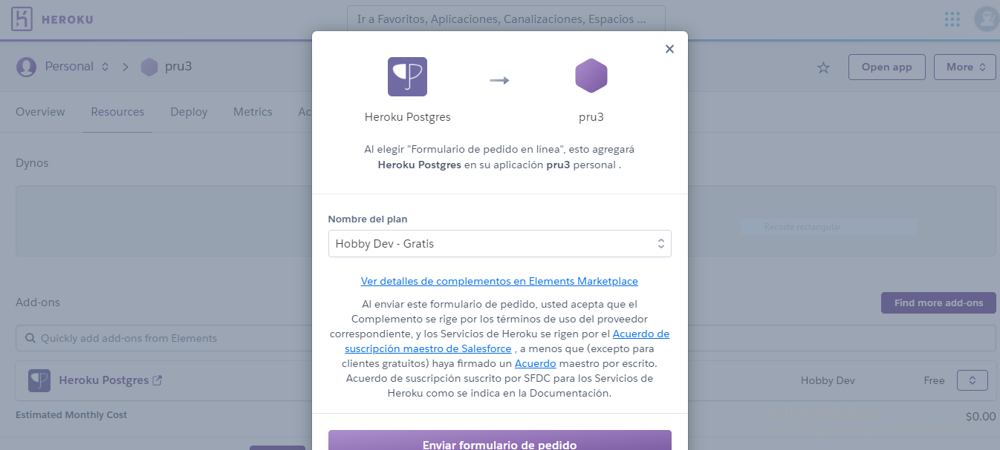 HEROKU
Ir a Favoritos, Aplicaciones, Canalizaciones, Espacios ...
Personal
pru3
Open app
More
Overview
Resources
Deploy
Metrics
Heroku Postgres
pru3
Al elegir "Formulario de pedido en línea", esto agregará
Heroku Postgres en su aplicación pru3 personal .
Dynos
Nombre del plan
Hobby Dev - Gratis
Recorte rectangular
Ver detalles de complementos en Elements Marketplace
Al enviar este formulario de pedido, usted acepta que el
Complemento se rige por los términos de uso del proveedor
correspondiente, y los Servicios de Heroku se rigen por el Acuerdo de
suscripción maestro de Salesforce , a menos que (excepto para
clientes gratuitos) haya firmado un Acuerdo maestro por escrito.
Acuerdo de suscripción suscrito por SFDC para los Servicios de
Heroku como se indica en la Documentación.
Enviar formulario de pedido
Add-ons
Find more add-ons
Quickly add add-ons from Elements
Heroku Postgres
Hobby Dev
Free
Estimated Monthly Cost
$0.00